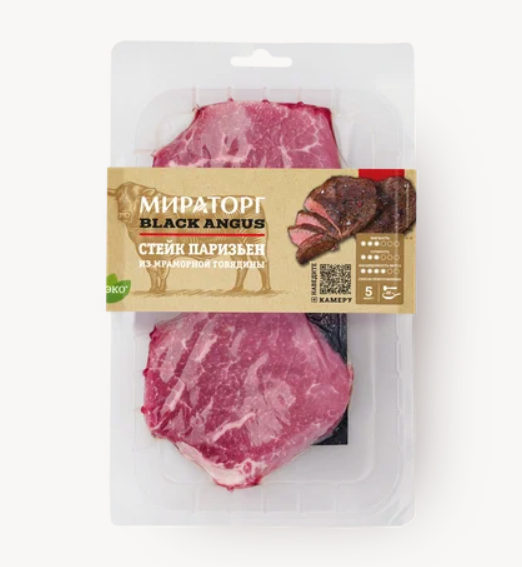 МИРАТОРГ
BLACK ANGUS
СТЕЙК ПАРИЗЬЕН
ИЗ МРАМОРНОЙ ГОВЯДИНЫ
ЭКО
НАВЕДИТЕ
КАМЕРУ
5